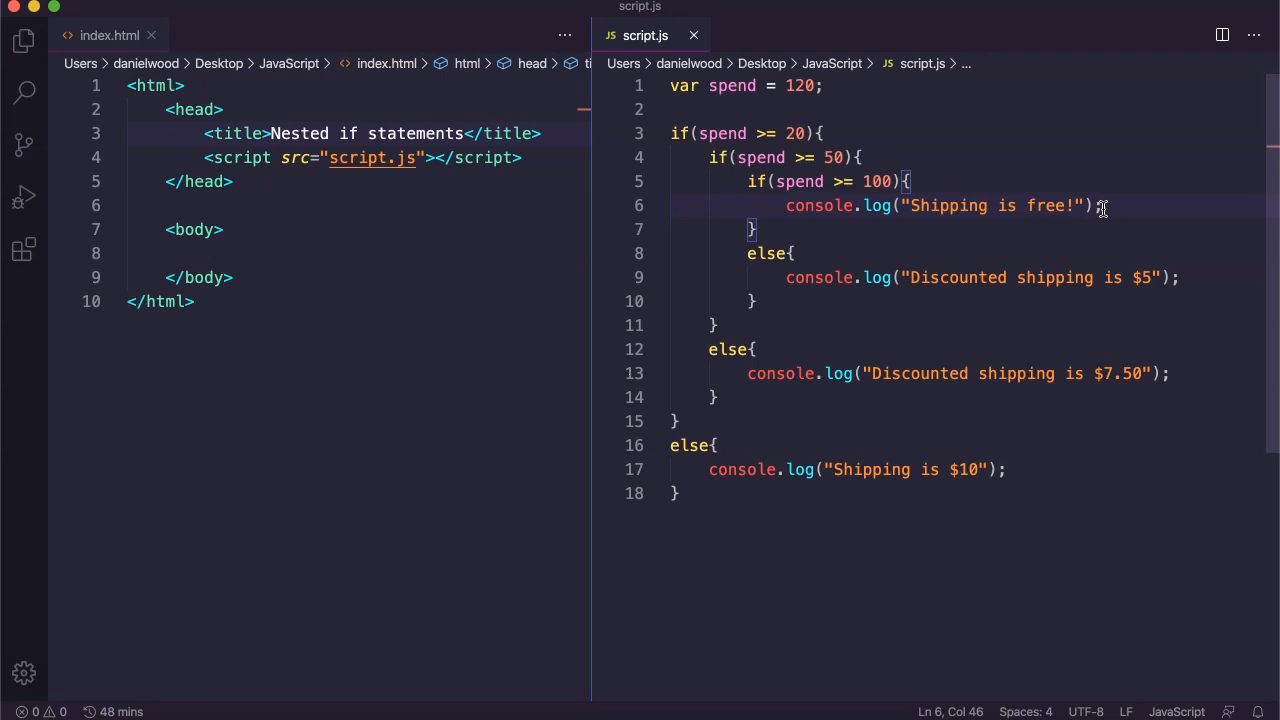 script.js
index.html
Users danielwood Desktop JavaScript index.html html head
1 <html>
2 <head>
3 <title>Nested if statements</title>
4 <script src="script.js"></script>
5 </head>
6
7 <body>
8
9 </body>
10 </html>
JS script.js
Users danielwood Desktop JavaScript JS script.js ...
1 var spend = 120;
2
3 if(spend >= 20){
4 if(spend >= 50){
5 if(spend >= 100){
6 console.log("Shipping is free!");
7 }
8 else{
9 console.log("Discounted shipping is $5");
10 }
11 }
12 else{
13 console.log("Discounted shipping is $7.50");
14 }
15 }
16 else{
17 console.log("Shipping is $10");
18 }
0 0 48 mins
Ln 6, Col 46 Spaces: 4 UTF-8 LF JavaScript